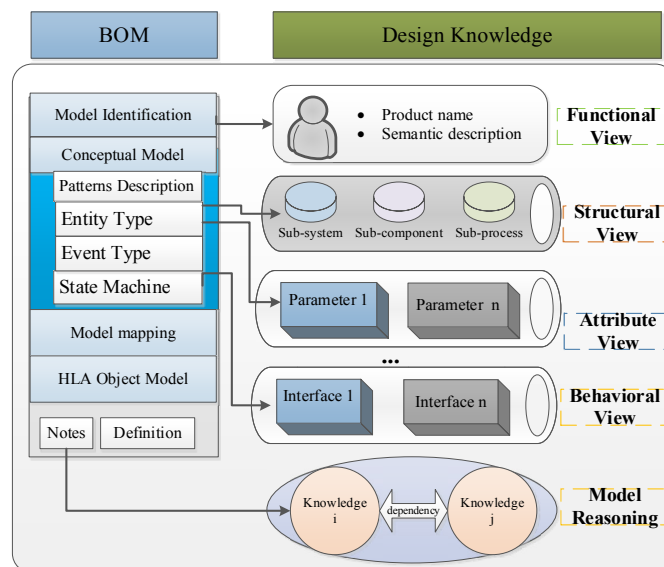 BOM
Design Knowledge
Model Identification
Conceptual Model
Patterns Description
Entity Type
Event Type
State Machine
Model mapping
HLA Object Model
Notes
Definition
• Product name
• Semantic description
Functional
View
Sub-system
Sub-component
Sub-process
Structural
View
Parameter 1
Parameter n
Attribute
View
...
Interface 1
Interface n
Behavioral
View
Knowledge
i
dependency
Knowledge
j
Model
Reasoning